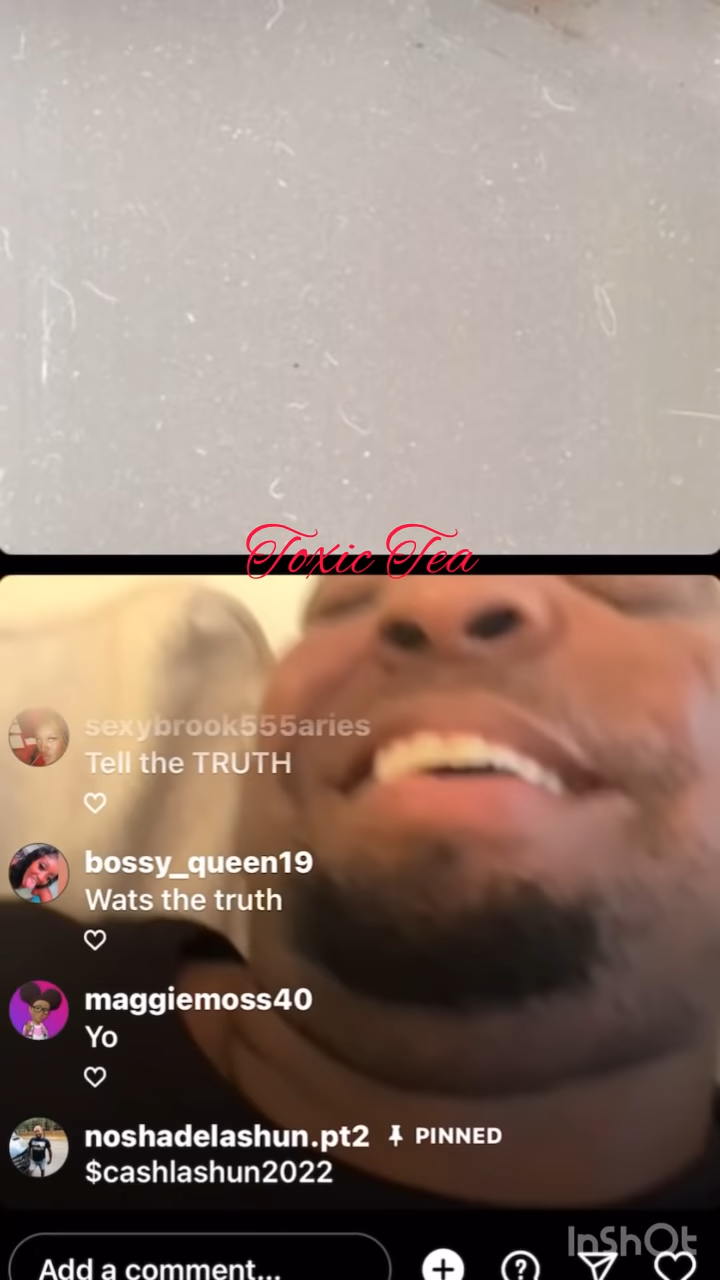 Toxic Tea
sexybrook555aries
Tell the TRUTH
bossy_queen19
Wats the truth
maggiemoss40
Yo
noshadelashun.pt2 PINNED
$cashlashun2022
InShOt
Add a comment...